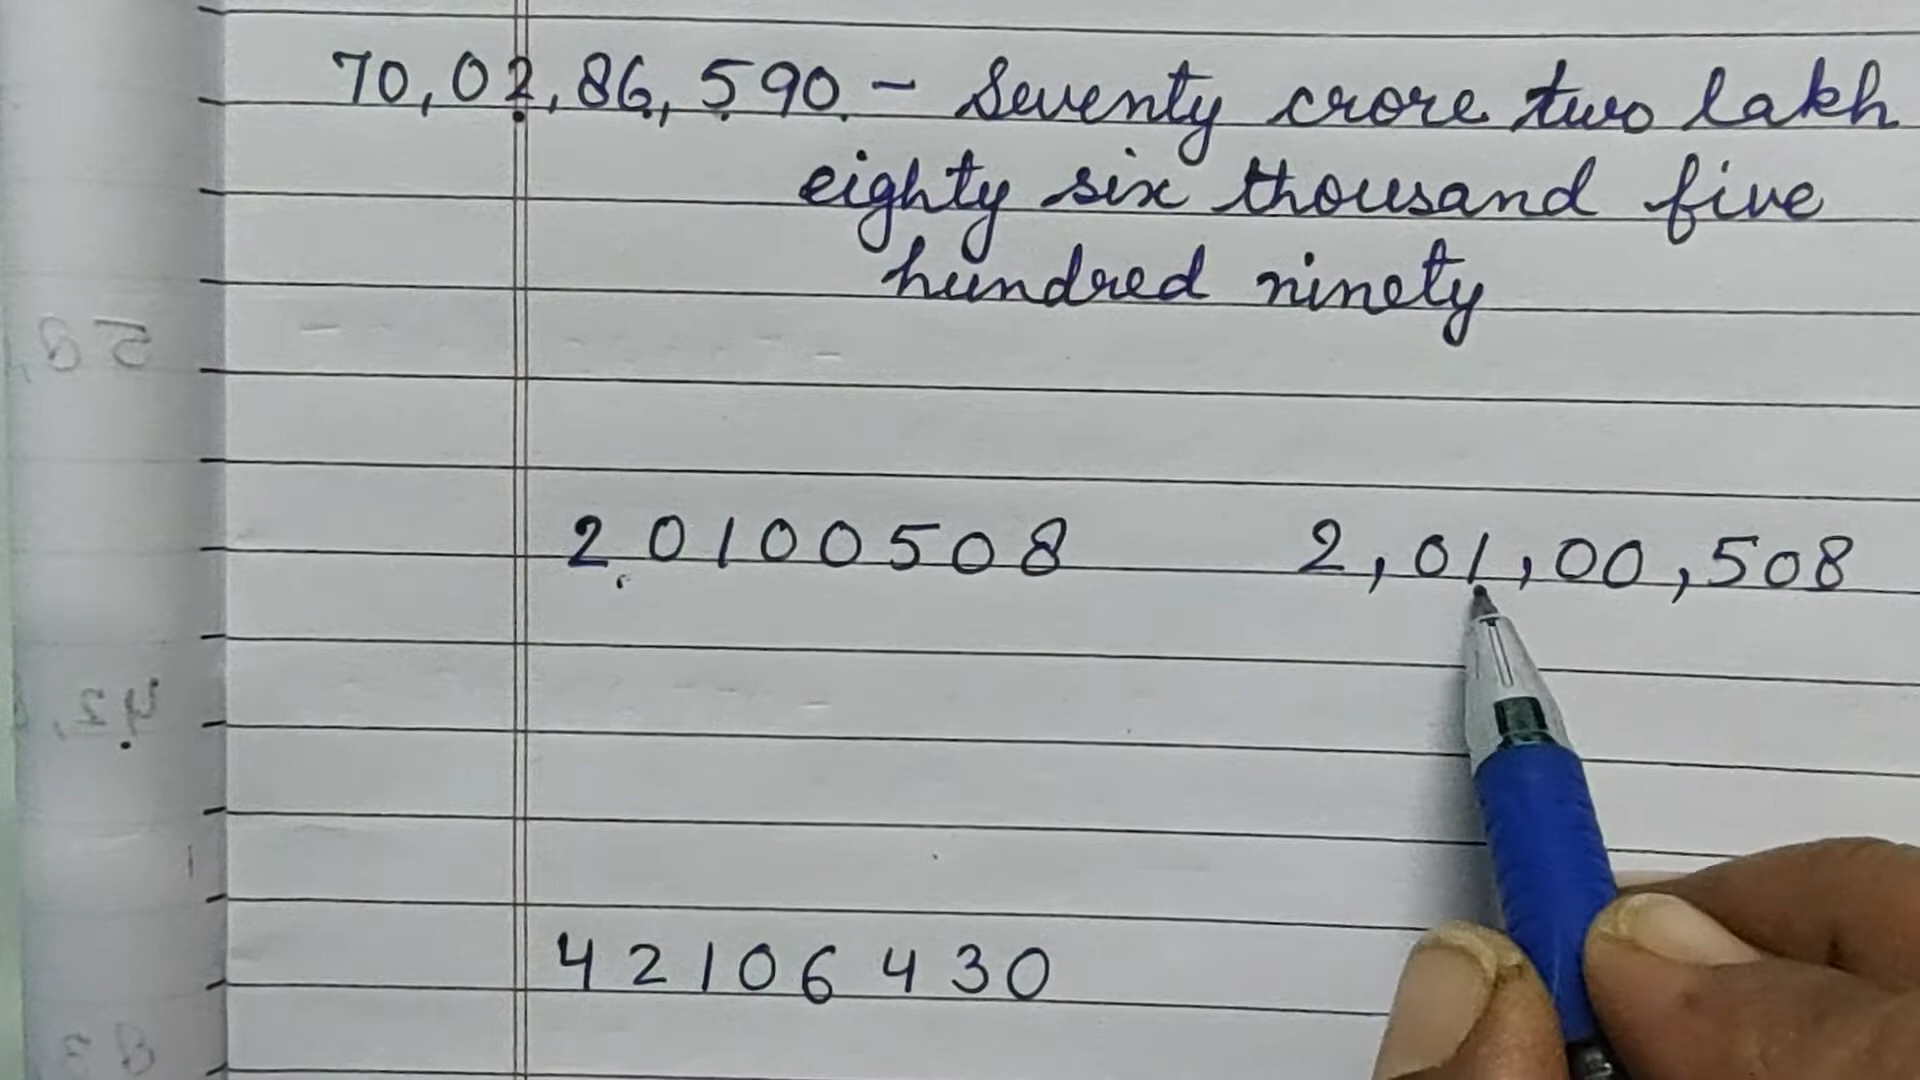 70,02,86,590 - Seventy crore two lakh
eighty six thousand five
hundred ninety
20100508 2,01,00,508
42106430